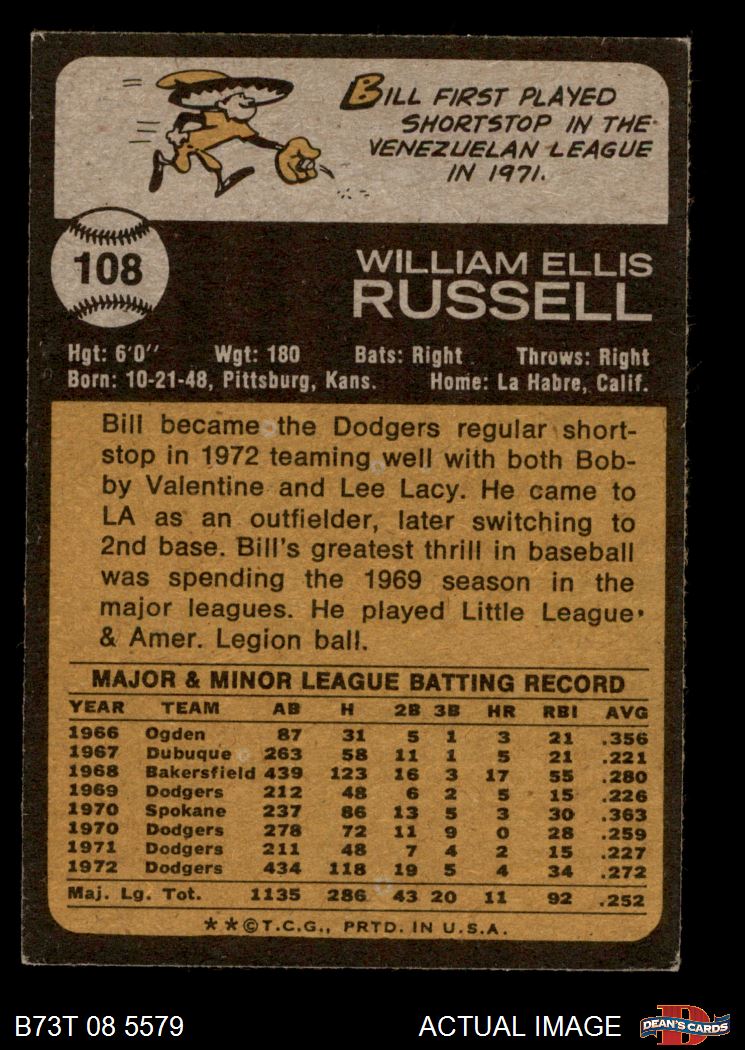 BILL FIRST PLAYED
SHORTSTOP IN THE
VENEZUELAN LEAGUE
IN 1971.
108
WILLIAM ELLIS
RUSSELL
Hgt: 6'0" Wgt: 180 Bats: Right Throws: Right
Born: 10-21-48, Pittsburg, Kans. Home: La Habre, Calif.
Bill became the Dodgers regular short-
stop in 1972 teaming well with both Bob-
by Valentine and Lee Lacy. He came to
LA as an outfielder, later switching to
2nd base. Bill's greatest thrill in baseball
was spending the 1969 season in the
major leagues. He played Little League
& Amer. Legion ball.
MAJOR & MINOR LEAGUE BATTING RECORD
YEAR TEAM AB H 2B 3B HR RBI AVG
1966 Ogden 87 31 5 1 3 21 .356
1967 Dubuque 263 58 11 1 5 21 .221
1968 Bakersfield 439 123 16 3 17 55 .280
1969 Dodgers 212 48 6 2 5 15 .226
1970 Spokane 237 86 13 5 3 30 .363
1970 Dodgers 278 72 11 9 0 28 .259
1971 Dodgers 211 48 7 4 2 15 .227
1972 Dodgers 434 118 19 5 4 34 .272
Maj. Lg. Tot. 1135 286 43 20 11 92 .252
**©T.C.G., PRTD. IN U.S.A.
B73T 08 5579 ACTUAL IMAGE DEAN'S CARDS